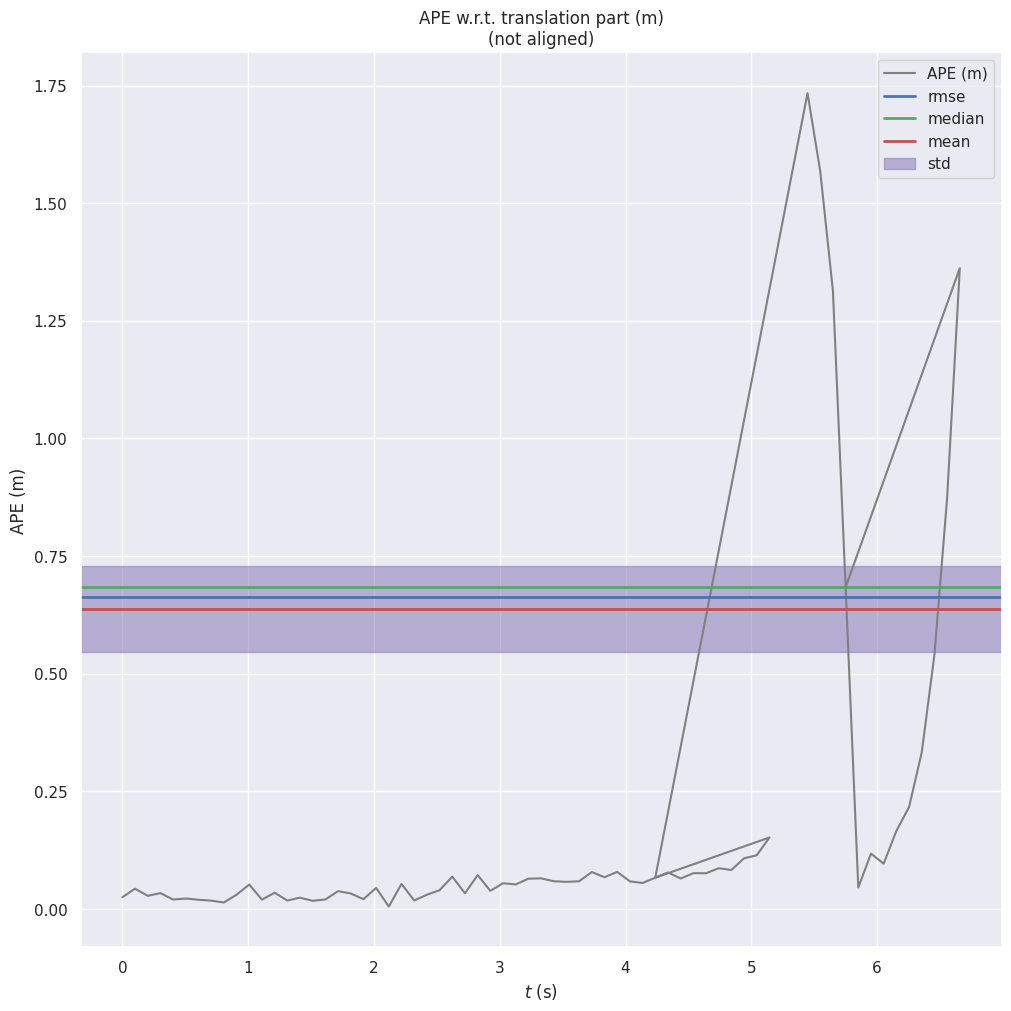 APE w.r.t. translation part (m)
(not aligned)
APE (m)
rmse
median
mean
std
1.75
1.50
1.25
1.00
0.75
0.50
0.25
0.00
APE (m)
0 1 2 3 4 5 6
t (s)